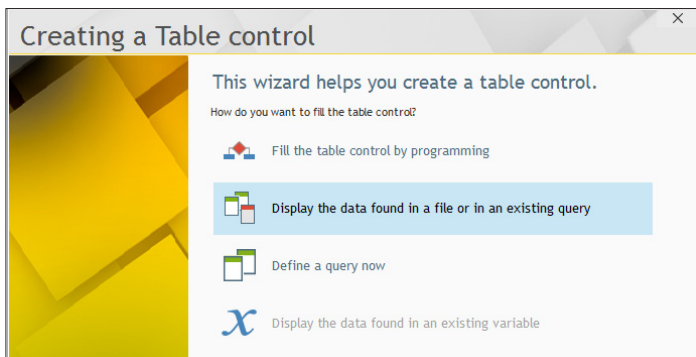 Creating a Table control
This wizard helps you create a table control.
How do you want to fill the table control?
Fill the table control by programming
Display the data found in a file or in an existing query
Define a query now
Display the data found in an existing variable